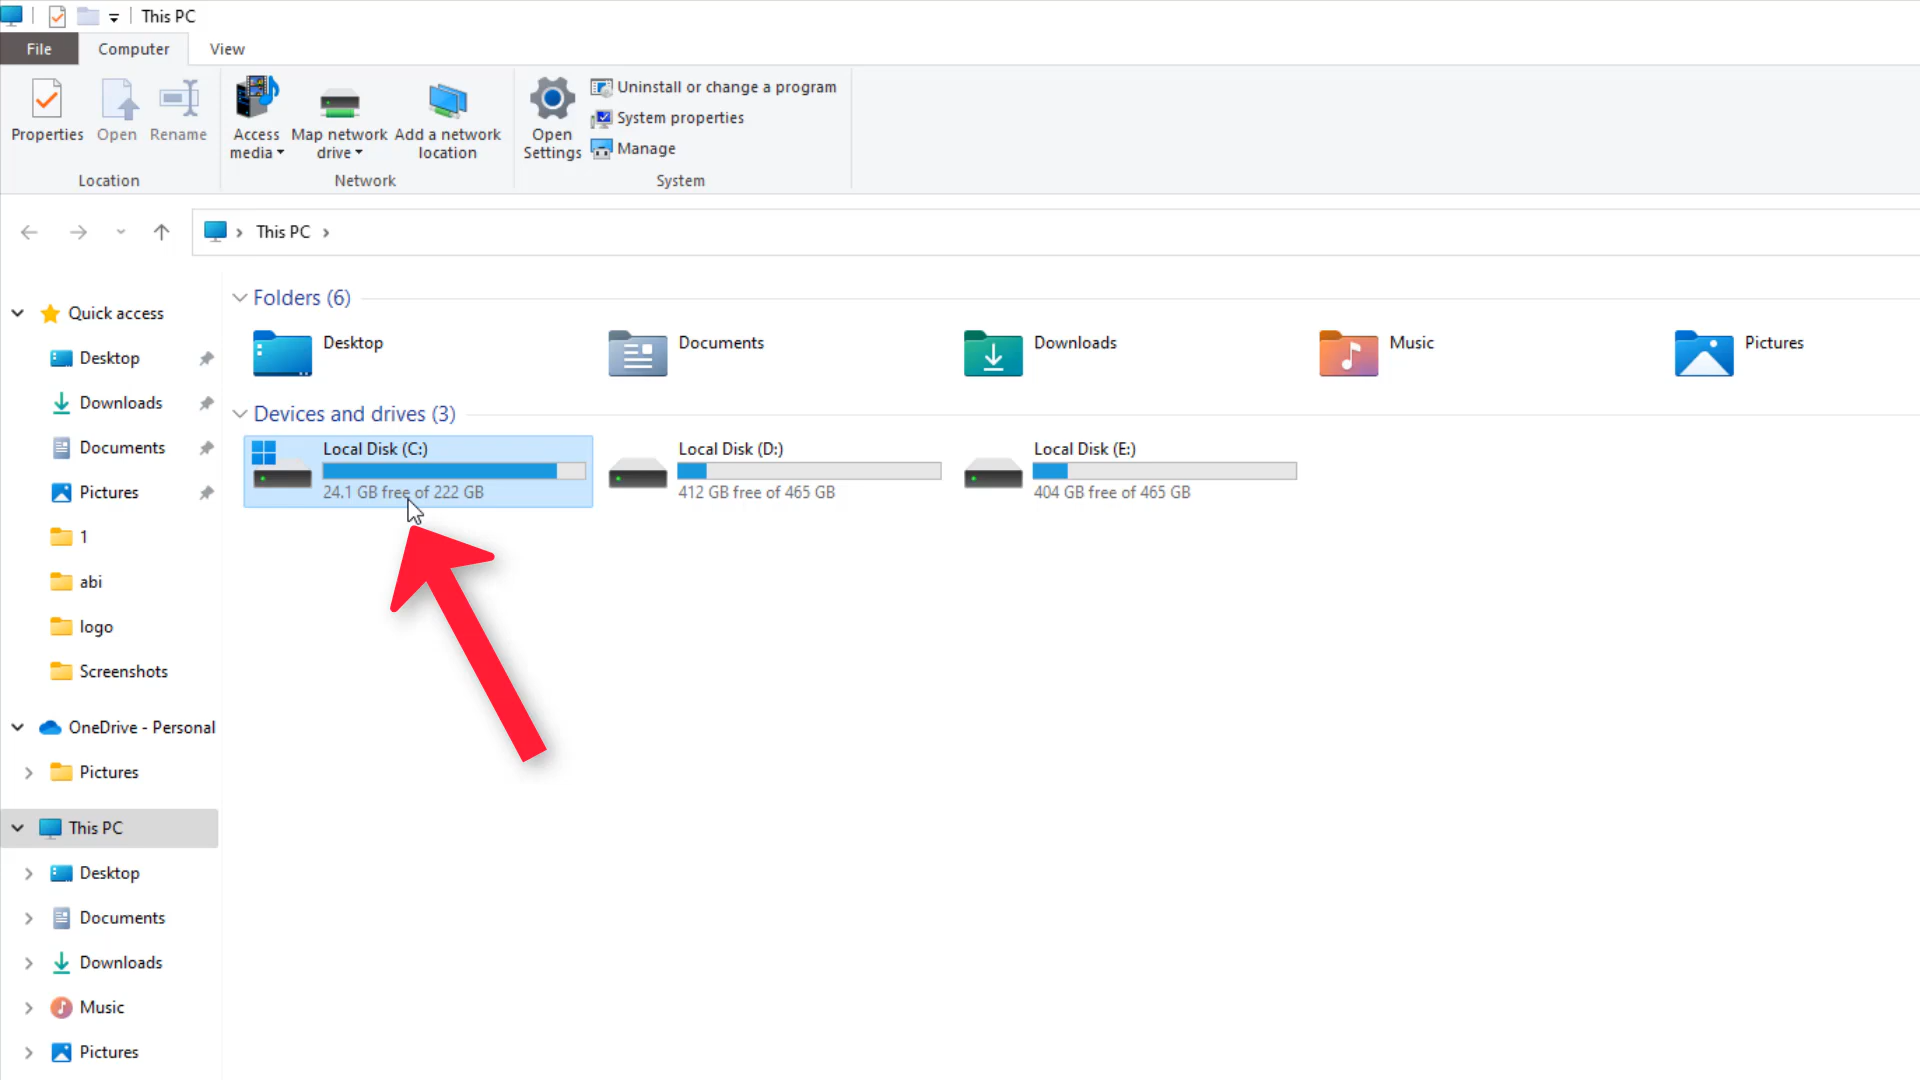 This PC
File
Computer
View
Properties
Open
Rename
Access
media
Map network
drive
Add a network
location
Open
Settings
Uninstall or change a program
System properties
Manage
Location
Network
System
This PC
Quick access
Desktop
Downloads
Documents
Pictures
1
abi
logo
Screenshots
OneDrive - Personal
Pictures
This PC
Desktop
Documents
Downloads
Music
Pictures
Folders (6)
Desktop
Documents
Downloads
Music
Pictures
Devices and drives (3)
Local Disk (C:)
24.1 GB free of 222 GB
Local Disk (D:)
412 GB free of 465 GB
Local Disk (E:)
404 GB free of 465 GB